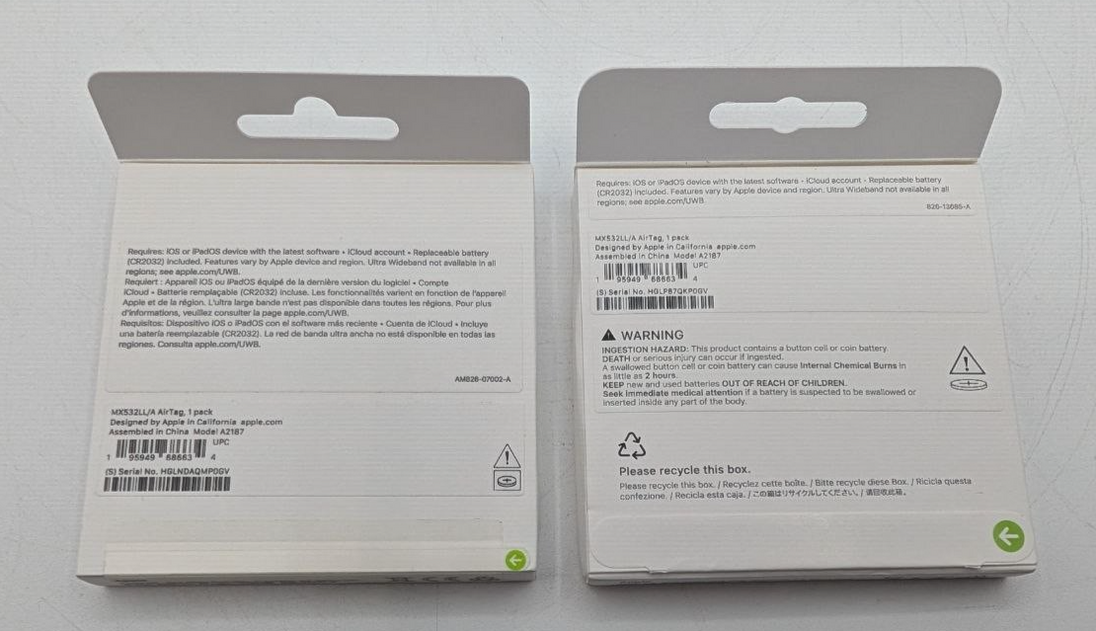 Requires: iOS or iPadOS device with the latest software • iCloud account • Replaceable battery
(CR2032) included. Features vary by Apple device and region. Ultra Wideband not available in all
regions; see apple.com/UWB.
Requiert : Appareil iOS ou iPadOS équipé de la dernière version du logiciel • Compte
iCloud • Batterie remplaçable (CR2032) incluse. Les fonctionnalités varient en fonction de l'appareil
Apple et de la région. L'ultra large bande n'est pas disponible dans toutes les régions. Pour plus
d'informations, veuillez consulter la page apple.com/UWB.
Requisitos: Dispositivo iOS o iPadOS con el software más reciente • Cuenta de iCloud • Incluye
una batería reemplazable (CR2032). La red de banda ultra ancha no está disponible en todas las
regiones. Consulta apple.com/UWB.
AM826-07002-A
MX532LL/A AirTag, 1 pack
Designed by Apple in California apple.com
Assembled in China Model A2187
UPC
1 95949 68663 4
(S) Serial No. HGLNDAQMP0GV
Requires: iOS or iPadOS device with the latest software • iCloud account • Replaceable battery
(CR2032) included. Features vary by Apple device and region. Ultra Wideband not available in all
regions; see apple.com/UWB.
826-13685-A
MX532LL/A AirTag, 1 pack
Designed by Apple in California apple.com
Assembled in China Model A2187
UPC
1 95949 68663 4
(S) Serial No. HGLP87QKP0GV
WARNING
INGESTION HAZARD: This product contains a button cell or coin battery.
DEATH or serious injury can occur if ingested.
A swallowed button cell or coin battery can cause Internal Chemical Burns in
as little as 2 hours.
KEEP new and used batteries OUT OF REACH OF CHILDREN.
Seek immediate medical attention if a battery is suspected to be swallowed or
inserted inside any part of the body.
Please recycle this box.
Please recycle this box. / Recyclez cette boîte. / Bitte recycle diese Box. / Ricicla questa
confezione. / Recicla esta caja. / この箱はリサイクルしてください。/ 请回收此箱。